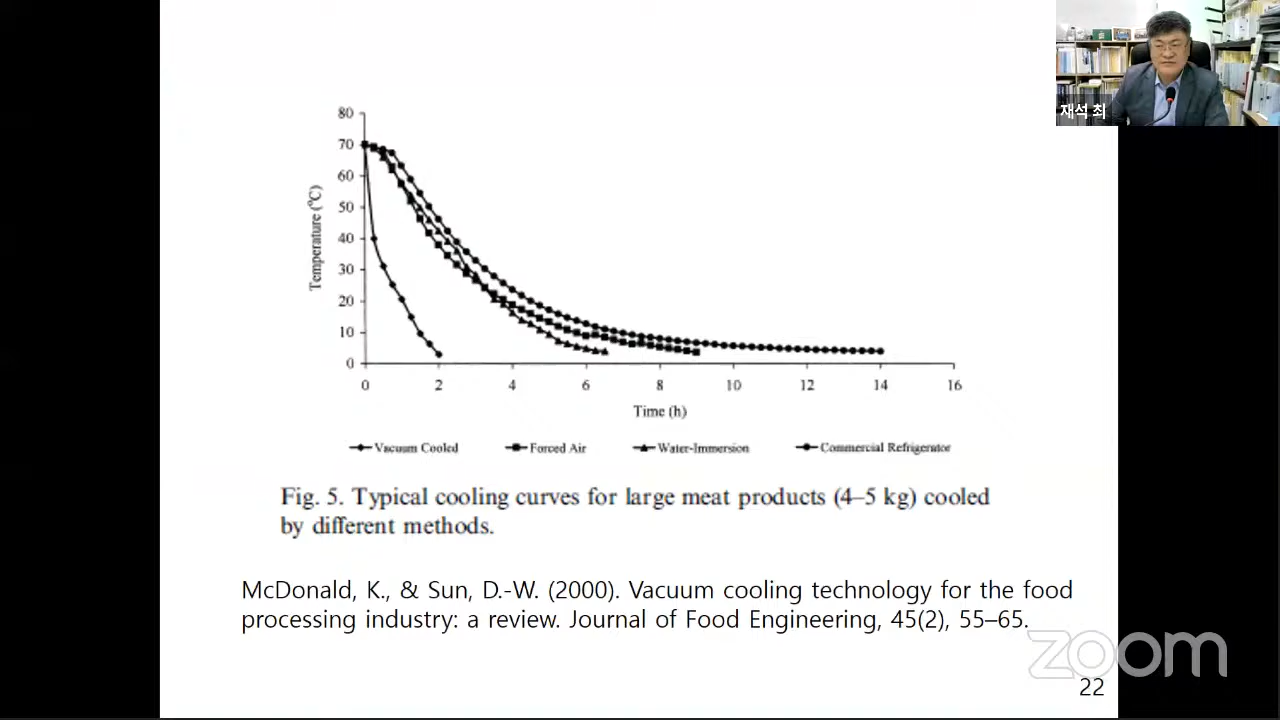 재석 최
80
70
60
50
40
30
20
10
0
Temperature (°C)
0 2 4 6 8 10 12 14 16
Time (h)
Vacuum Cooled Forced Air Water-Immersion Commercial Refrigerator
Fig. 5. Typical cooling curves for large meat products (4–5 kg) cooled
by different methods.
McDonald, K., & Sun, D.-W. (2000). Vacuum cooling technology for the food
processing industry: a review. Journal of Food Engineering, 45(2), 55–65.
zoom
22